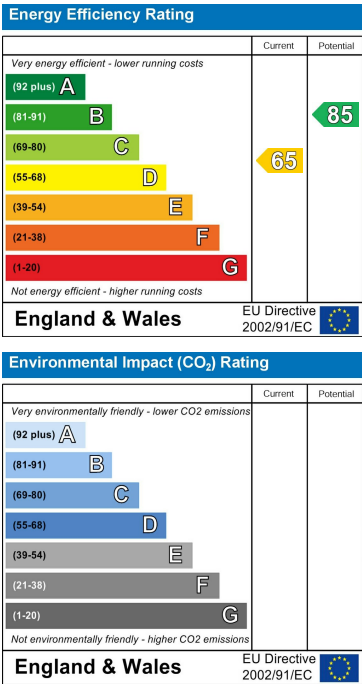 Energy Efficiency Rating
Current Potential
Very energy efficient - lower running costs
(92 plus) A
(81-91) B
(69-80) C
(55-68) D
(39-54) E
(21-38) F
(1-20) G
65
85
Not energy efficient - higher running costs
England & Wales
EU Directive
2002/91/EC
Environmental Impact (CO₂) Rating
Current Potential
Very environmentally friendly - lower CO2 emissions
(92 plus) A
(81-91) B
(69-80) C
(55-68) D
(39-54) E
(21-38) F
(1-20) G
Not environmentally friendly - higher CO2 emissions
England & Wales
EU Directive
2002/91/EC